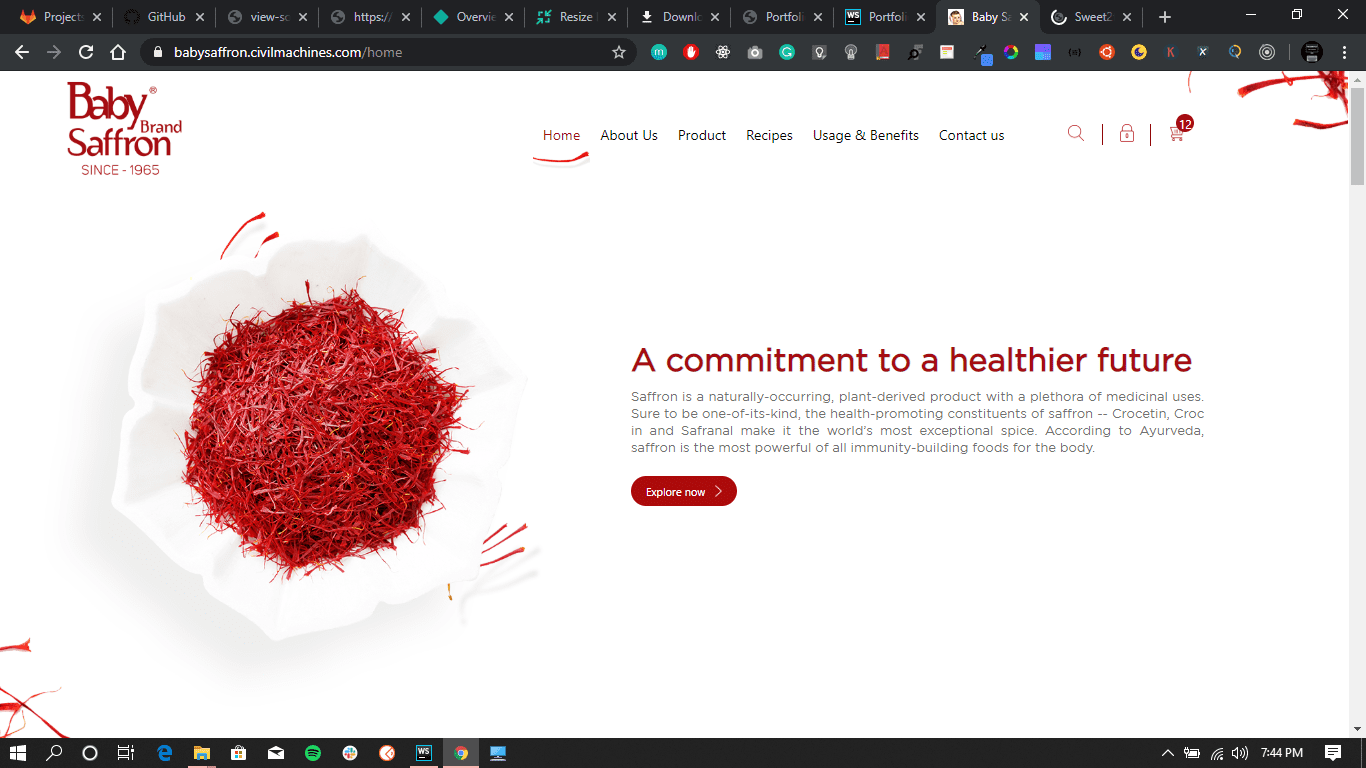 Projects
GitHub
view-sc
https://
Overvie
Resize
Downlo
Portfoli
Portfoli
Baby Sa
Sweet2
babysaffron.civilmachines.com/home
Baby®
Brand
Saffron
SINCE - 1965
Home
About Us
Product
Recipes
Usage & Benefits
Contact us
12
A commitment to a healthier future
Saffron is a naturally-occurring, plant-derived product with a plethora of medicinal uses.
Sure to be one-of-its-kind, the health-promoting constituents of saffron -- Crocetin, Croc
in and Safranal make it the world's most exceptional spice. According to Ayurveda,
saffron is the most powerful of all immunity-building foods for the body.
Explore now
WS
7:44 PM